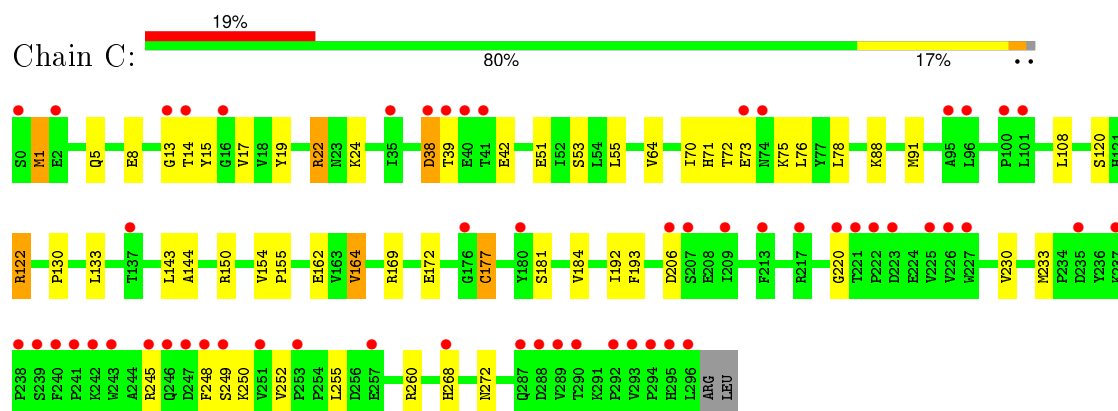 19%
Chain C:
80% 17% • •
S0 M1 E2 Q5 E8 G13 T14 Y15 G16 V17 V18 Y19 R22 N23 K24 I35 D38 T39 E40 T41 E42 E51 I52 S53 L54 L55 V64 I70 H71 T72 E73 N74 K75 L76 Y77 L78 K88 M91 A95 L96 P100 L101 L108 S120 H121
R122 P130 L133 T137 L143 A144 R150 V154 P155 E162 V163 V164 R169 E172 G176 C177 Y180 S181 V184 I192 F193 D206 S207 E208 I209 F213 R217 G220 T221 P222 D223 E224 V225 V226 W227 V230 M233 P234 D235 Y236
P238 S239 F240 P241 K242 W243 A244 R245 Q246 D247 F248 S249 K250 V251 V252 P253 P254 L255 D256 E257 R260 H268 N272 Q287 D288 V289 T290 K291 P292 V293 P294 H295 L296 ARG LEU